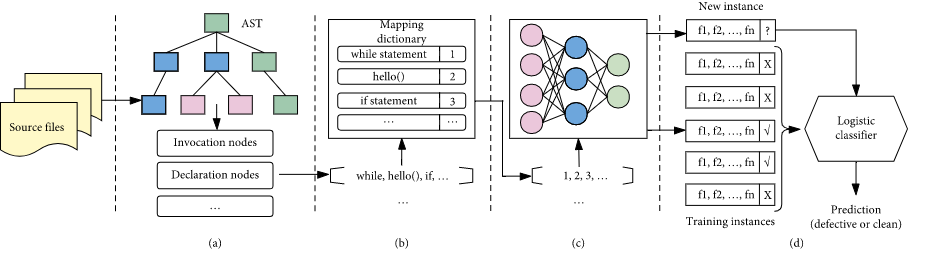 Source files
AST
Invocation nodes
Declaration nodes
...
(a)
Mapping
dictionary
while statement 1
hello() 2
if statement 3
... ...
while, hello(), if, ...
...
(b)
1, 2, 3, ...
...
(c)
New instance
f1, f2, ..., fn ?
f1, f2, ..., fn X
f1, f2, ..., fn X
f1, f2, ..., fn √
f1, f2, ..., fn √
f1, f2, ..., fn X
Training instances
Logistic
classifier
Prediction
(defective or clean)
(d)